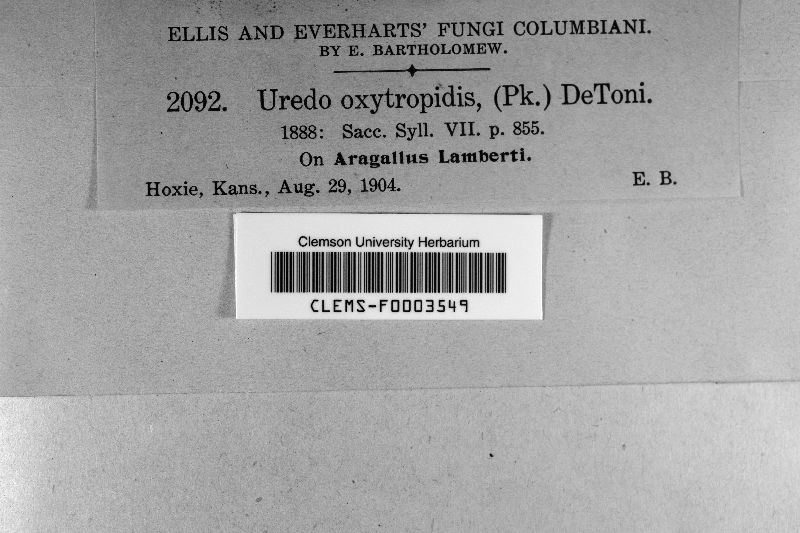 ELLIS AND EVERHARTS' FUNGI COLUMBIANI.
BY E. BARTHOLOMEW.
2092. Uredo oxytropidis, (Pk.) DeToni.
1888: Sacc. Syll. VII. p. 855.
On Aragallus Lamberti.
Hoxie, Kans., Aug. 29, 1904. E. B.
Clemson University Herbarium
CLEMS-F0003549